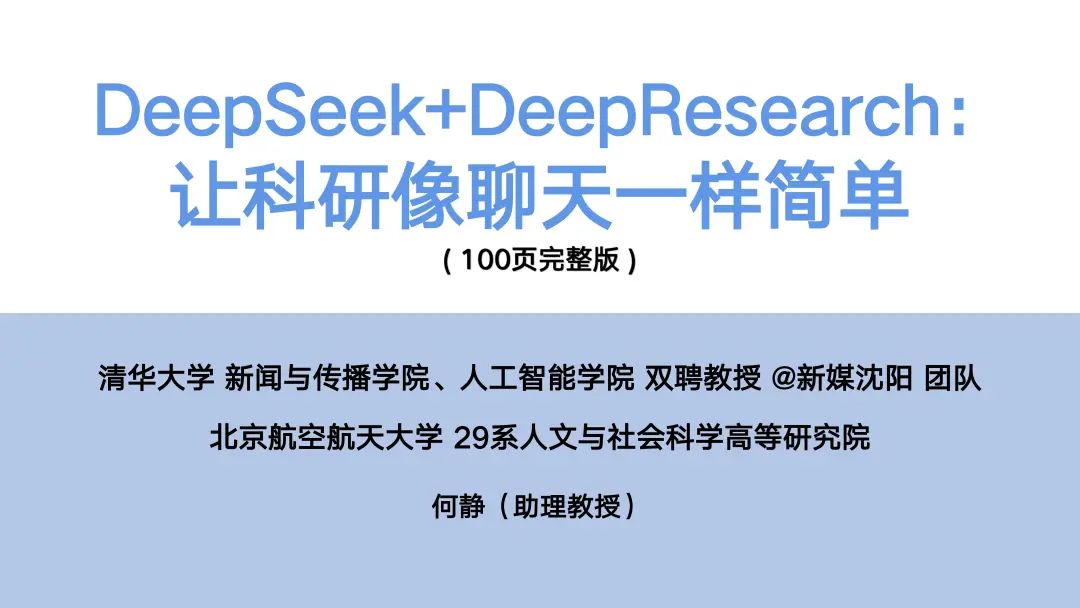 DeepSeek+DeepResearch：
让科研像聊天一样简单
（100页完整版）
清华大学 新闻与传播学院、人工智能学院 双聘教授 @新媒沈阳 团队
北京航空航天大学 29系人文与社会科学高等研究院
何静（助理教授）